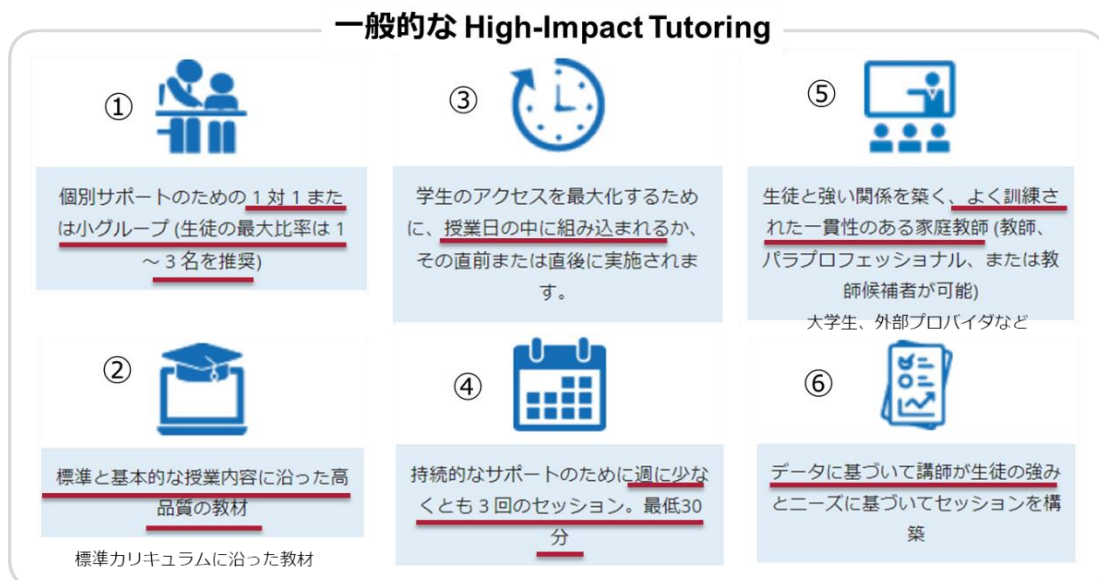 一般的な High-Impact Tutoring
①
個別サポートのための 1 対 1 また
は小グループ (生徒の最大比率は 1
～ 3 名を推奨)
②
標準と基本的な授業内容に沿った高
品質の教材
標準カリキュラムに沿った教材
③
学生のアクセスを最大化するため
に、授業日の中に組み込まれるか、
その直前または直後に実施されま
す。
④
持続的なサポートのために週に少な
くとも 3 回のセッション。最低30
分
⑤
生徒と強い関係を築く、よく訓練さ
れた一貫性のある家庭教師 (教師、
パラプロフェッショナル、または教
師候補者が可能)
大学生、外部プロバイダなど
⑥
データに基づいて講師が生徒の強み
とニーズに基づいてセッションを構
築